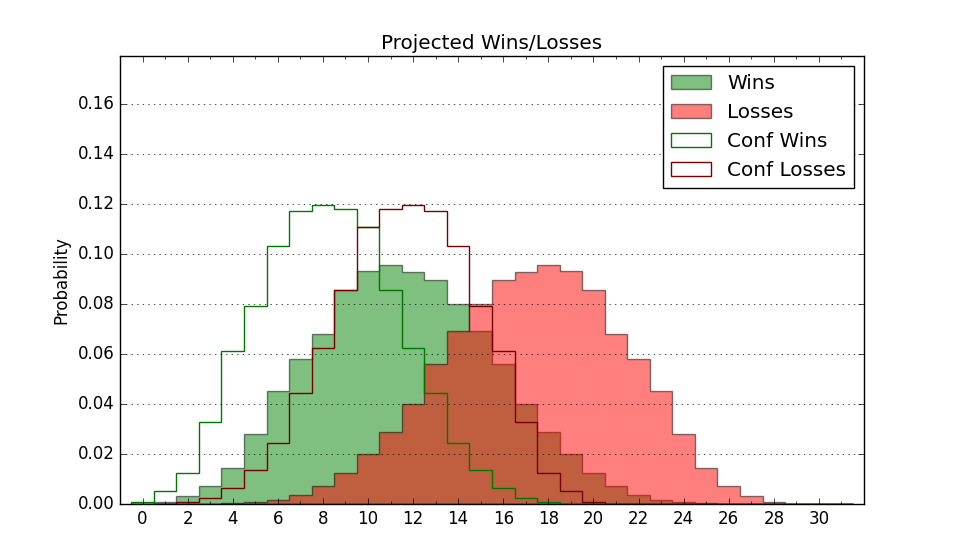 Projected Wins/Losses
Wins
Losses
Conf Wins
Conf Losses
Probability
0.16
0.14
0.12
0.10
0.08
0.06
0.04
0.02
0.00
0 2 4 6 8 10 12 14 16 18 20 22 24 26 28 30